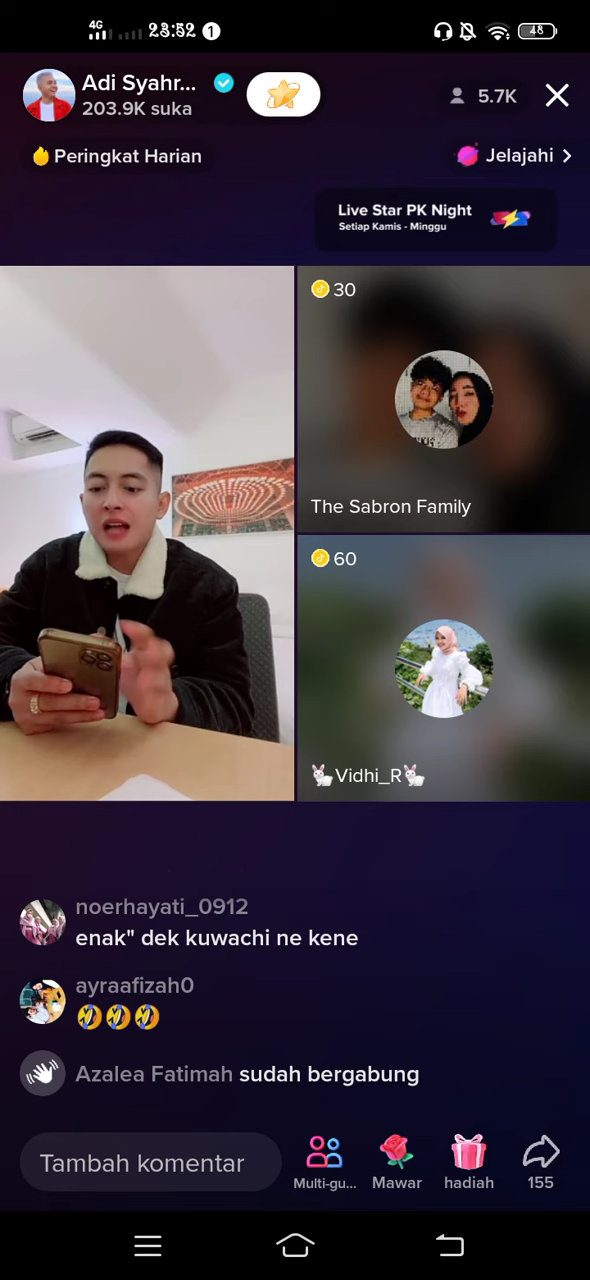 4G
23:52
1
48
Adi Syahr...
203.9K suka
5.7K
Peringkat Harian
Jelajahi >
Live Star PK Night
Setiap Kamis - Minggu
30
The Sabron Family
60
🐇Vidhi_R🐇
noerhayati_0912
enak" dek kuwachi ne kene
ayraafizah0
🤣🤣🤣
Azalea Fatimah sudah bergabung
Tambah komentar
Multi-gu...
Mawar
hadiah
155